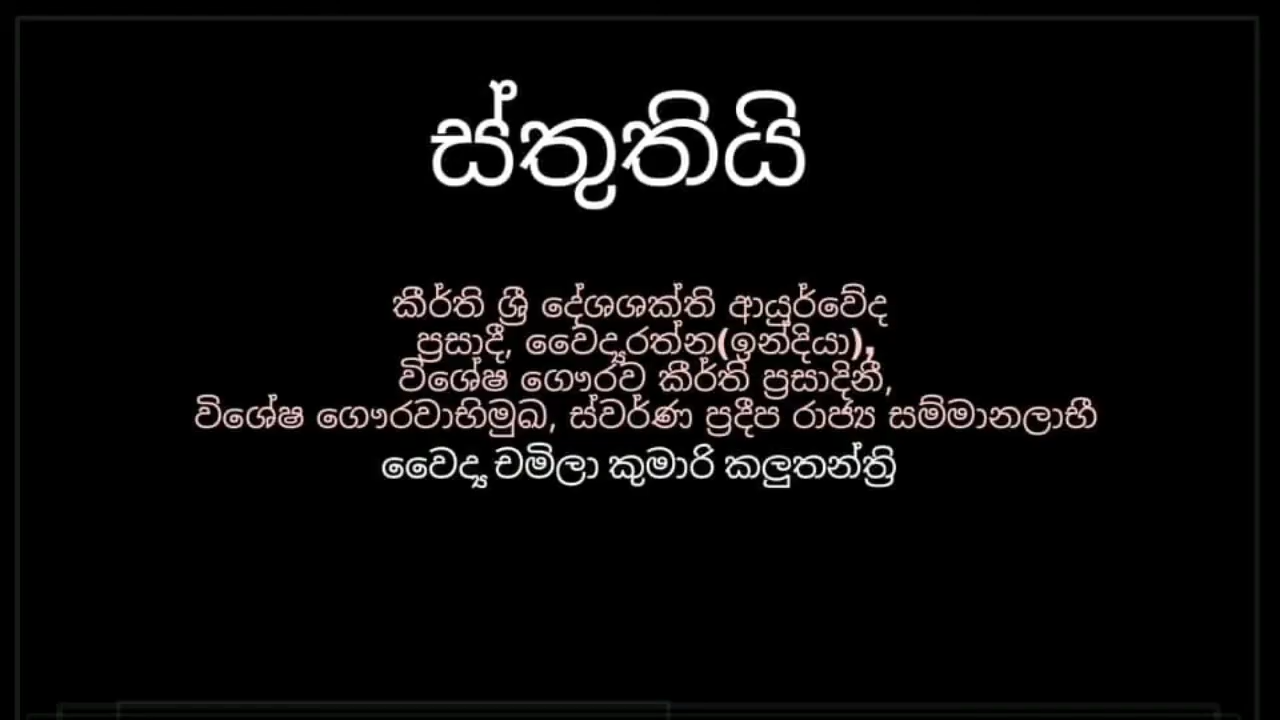 ස්තුතියි
කීර්ති ශ්‍රී දේශශක්ති ආයුර්වේද
ප්‍රසාදී, වෛද්‍යරත්න(ඉන්දියා),
විශේෂ ගෞරව කීර්ති ප්‍රසාදිනී,
විශේෂ ගෞරවාභිමුඛ, ස්වර්ණ ප්‍රදීප රාජ්‍ය සම්මානලාභී
වෛද්‍ය චමිලා කුමාරි කලුතන්ත්‍රි